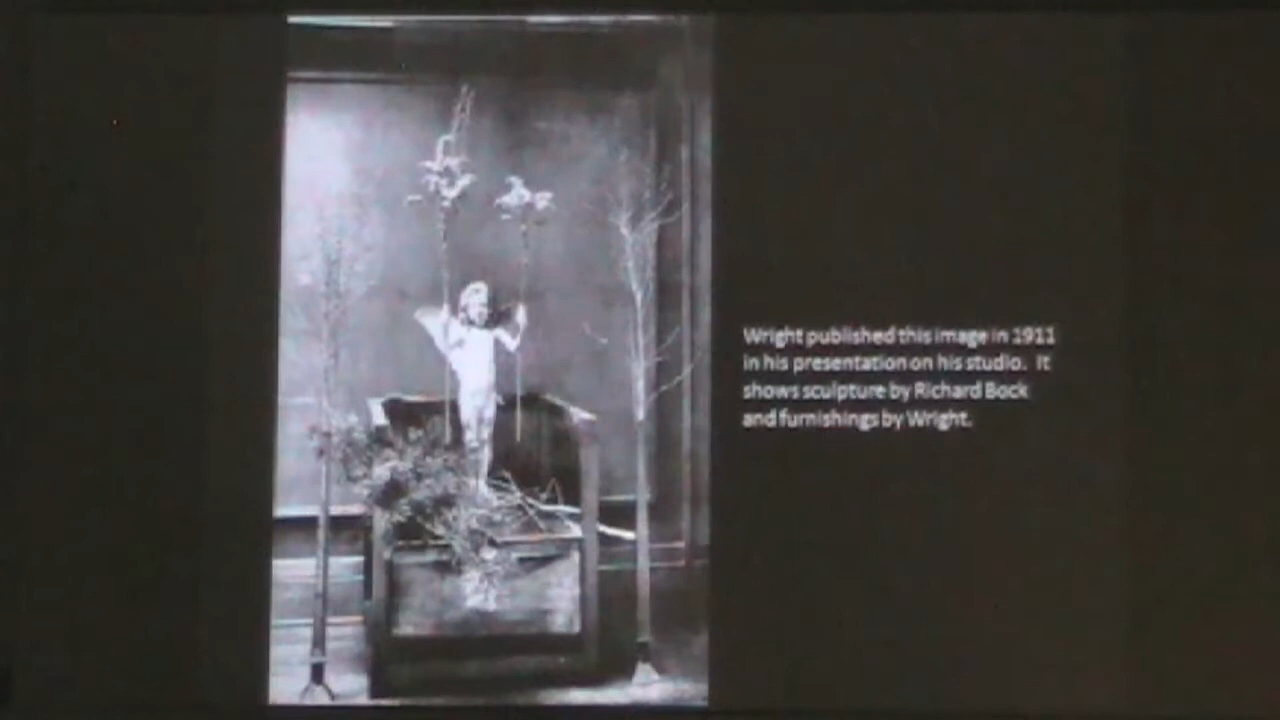 Wright published this image in 1911
in his presentation on his studio. It
shows sculpture by Richard Bock
and furnishings by Wright.